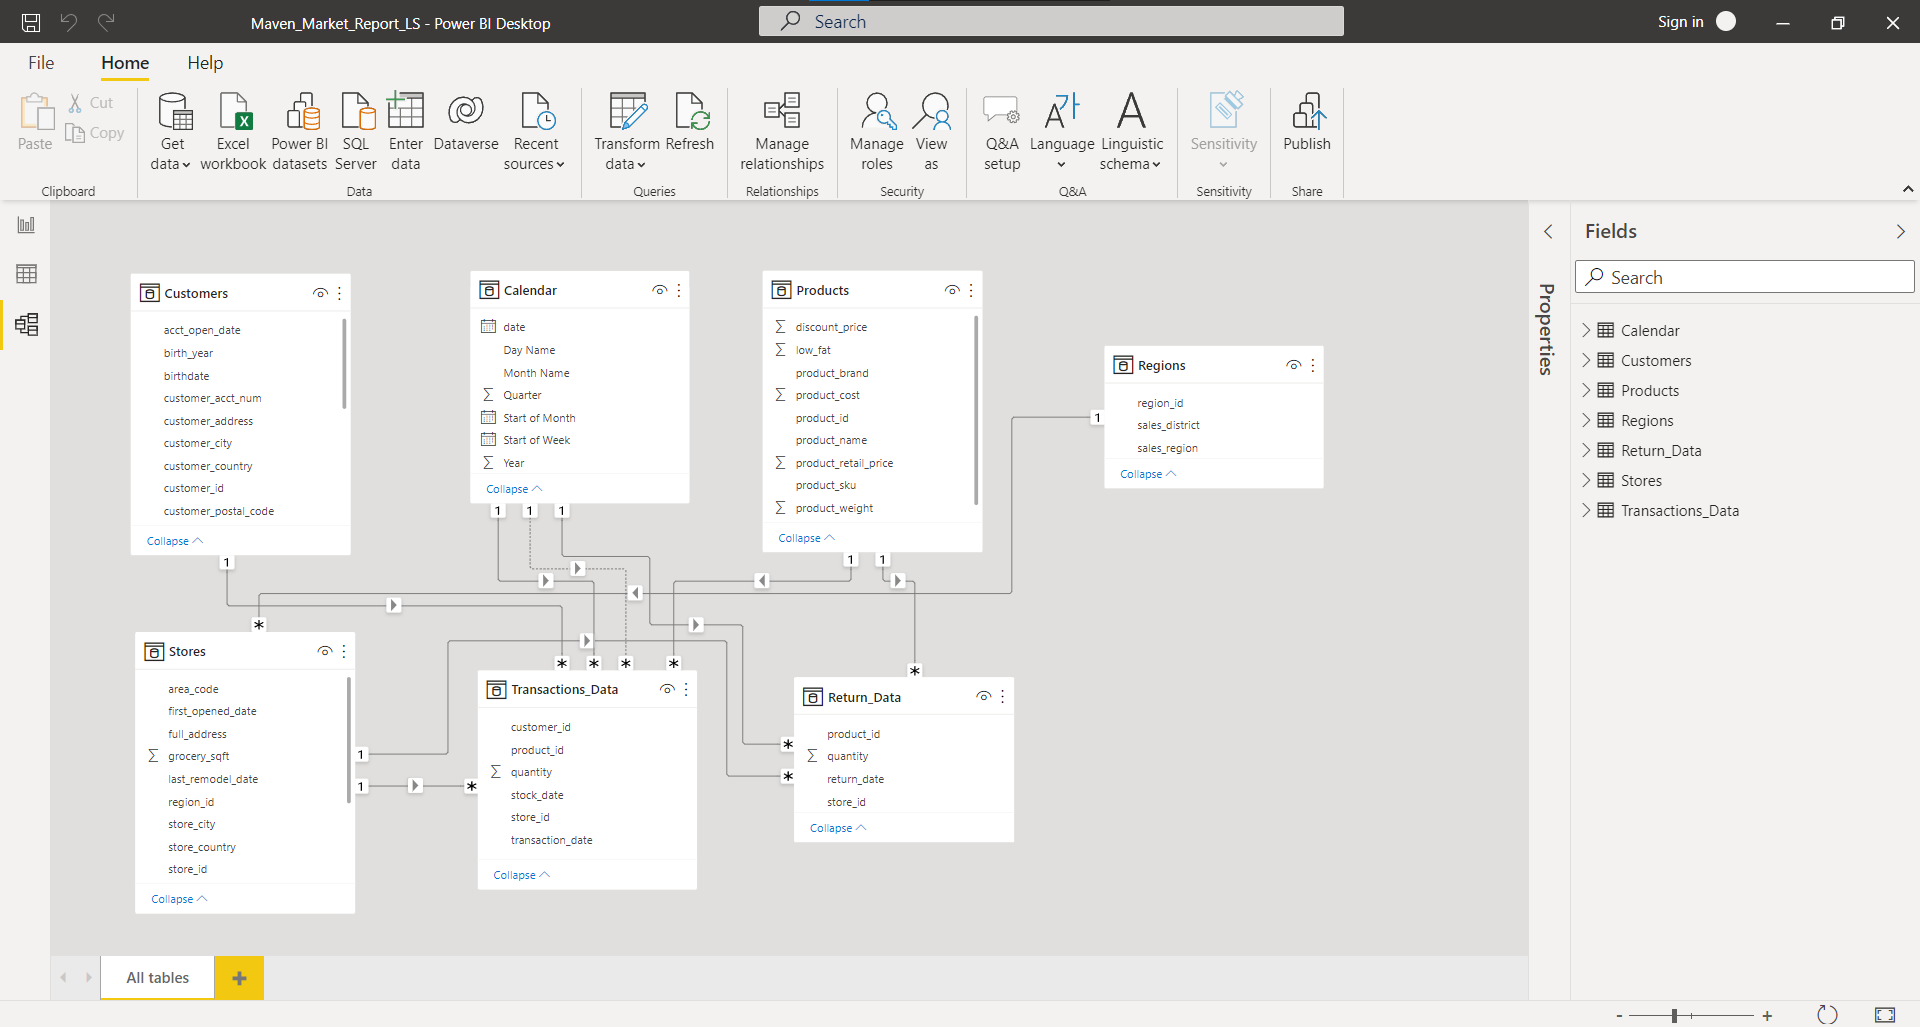 Maven_Market_Report_LS - Power BI Desktop
Search
Sign in
File
Home
Help
Paste
Cut
Copy
Clipboard
Get data
Excel workbook
Power BI datasets
SQL Server
Enter data
Dataverse
Recent sources
Data
Transform data
Refresh
Queries
Manage relationships
Relationships
Manage roles
View as
Security
Q&A setup
Language
Linguistic schema
Q&A
Sensitivity
Sensitivity
Publish
Share
Customers
acct_open_date
birth_year
birthdate
customer_acct_num
customer_address
customer_city
customer_country
customer_id
customer_postal_code
Collapse
1
Calendar
date
Day Name
Month Name
Σ Quarter
Start of Month
Start of Week
Σ Year
Collapse
1
1
1
Products
Σ discount_price
Σ low_fat
product_brand
Σ product_cost
product_id
product_name
Σ product_retail_price
product_sku
Σ product_weight
Collapse
1
1
Regions
region_id
sales_district
sales_region
Collapse
1
*
Stores
area_code
first_opened_date
full_address
Σ grocery_sqft
last_remodel_date
region_id
store_city
store_country
store_id
Collapse
1
1
*
*
*
*
*
Transactions_Data
customer_id
product_id
Σ quantity
stock_date
store_id
transaction_date
Collapse
*
*
*
Return_Data
product_id
Σ quantity
return_date
store_id
Collapse
Properties
Fields
Search
Calendar
Customers
Products
Regions
Return_Data
Stores
Transactions_Data
All tables
+
-
+